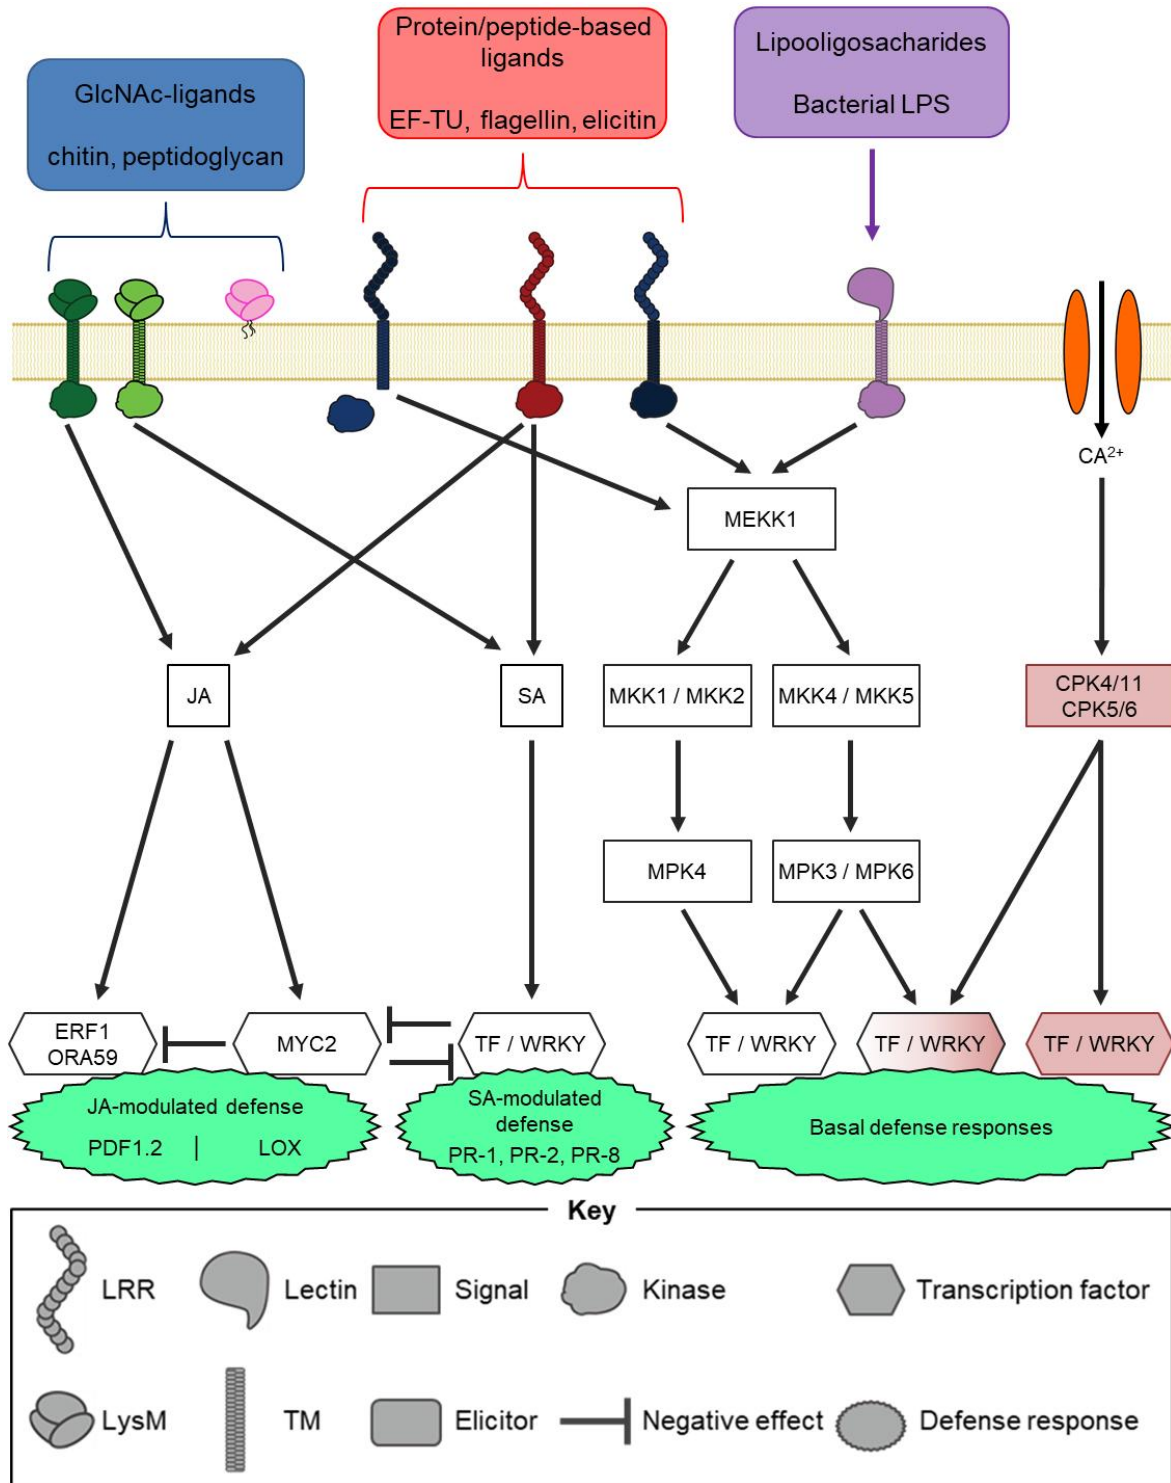 Protein/peptide-based
ligands
EF-TU, flagellin, elicitin
Lipooligosacharides
Bacterial LPS
GlcNAc-ligands
chitin, peptidoglycan
CA²⁺
MEKK1
JA
SA
MKK1 / MKK2
MKK4 / MKK5
CPK4/11
CPK5/6
MPK4
MPK3 / MPK6
ERF1
ORA59
MYC2
TF / WRKY
TF / WRKY
TF / WRKY
TF / WRKY
JA-modulated defense
PDF1.2 | LOX
SA-modulated
defense
PR-1, PR-2, PR-8
Basal defense responses
Key
LRR
Lectin
Signal
Kinase
Transcription factor
LysM
TM
Elicitor
Negative effect
Defense response